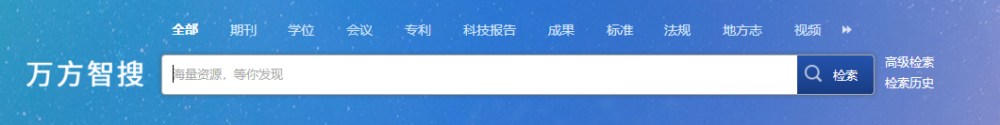 全部 期刊 学位 会议 专利 科技报告 成果 标准 法规 地方志 视频
万方智搜
海量资源，等你发现
检索
高级检索
检索历史